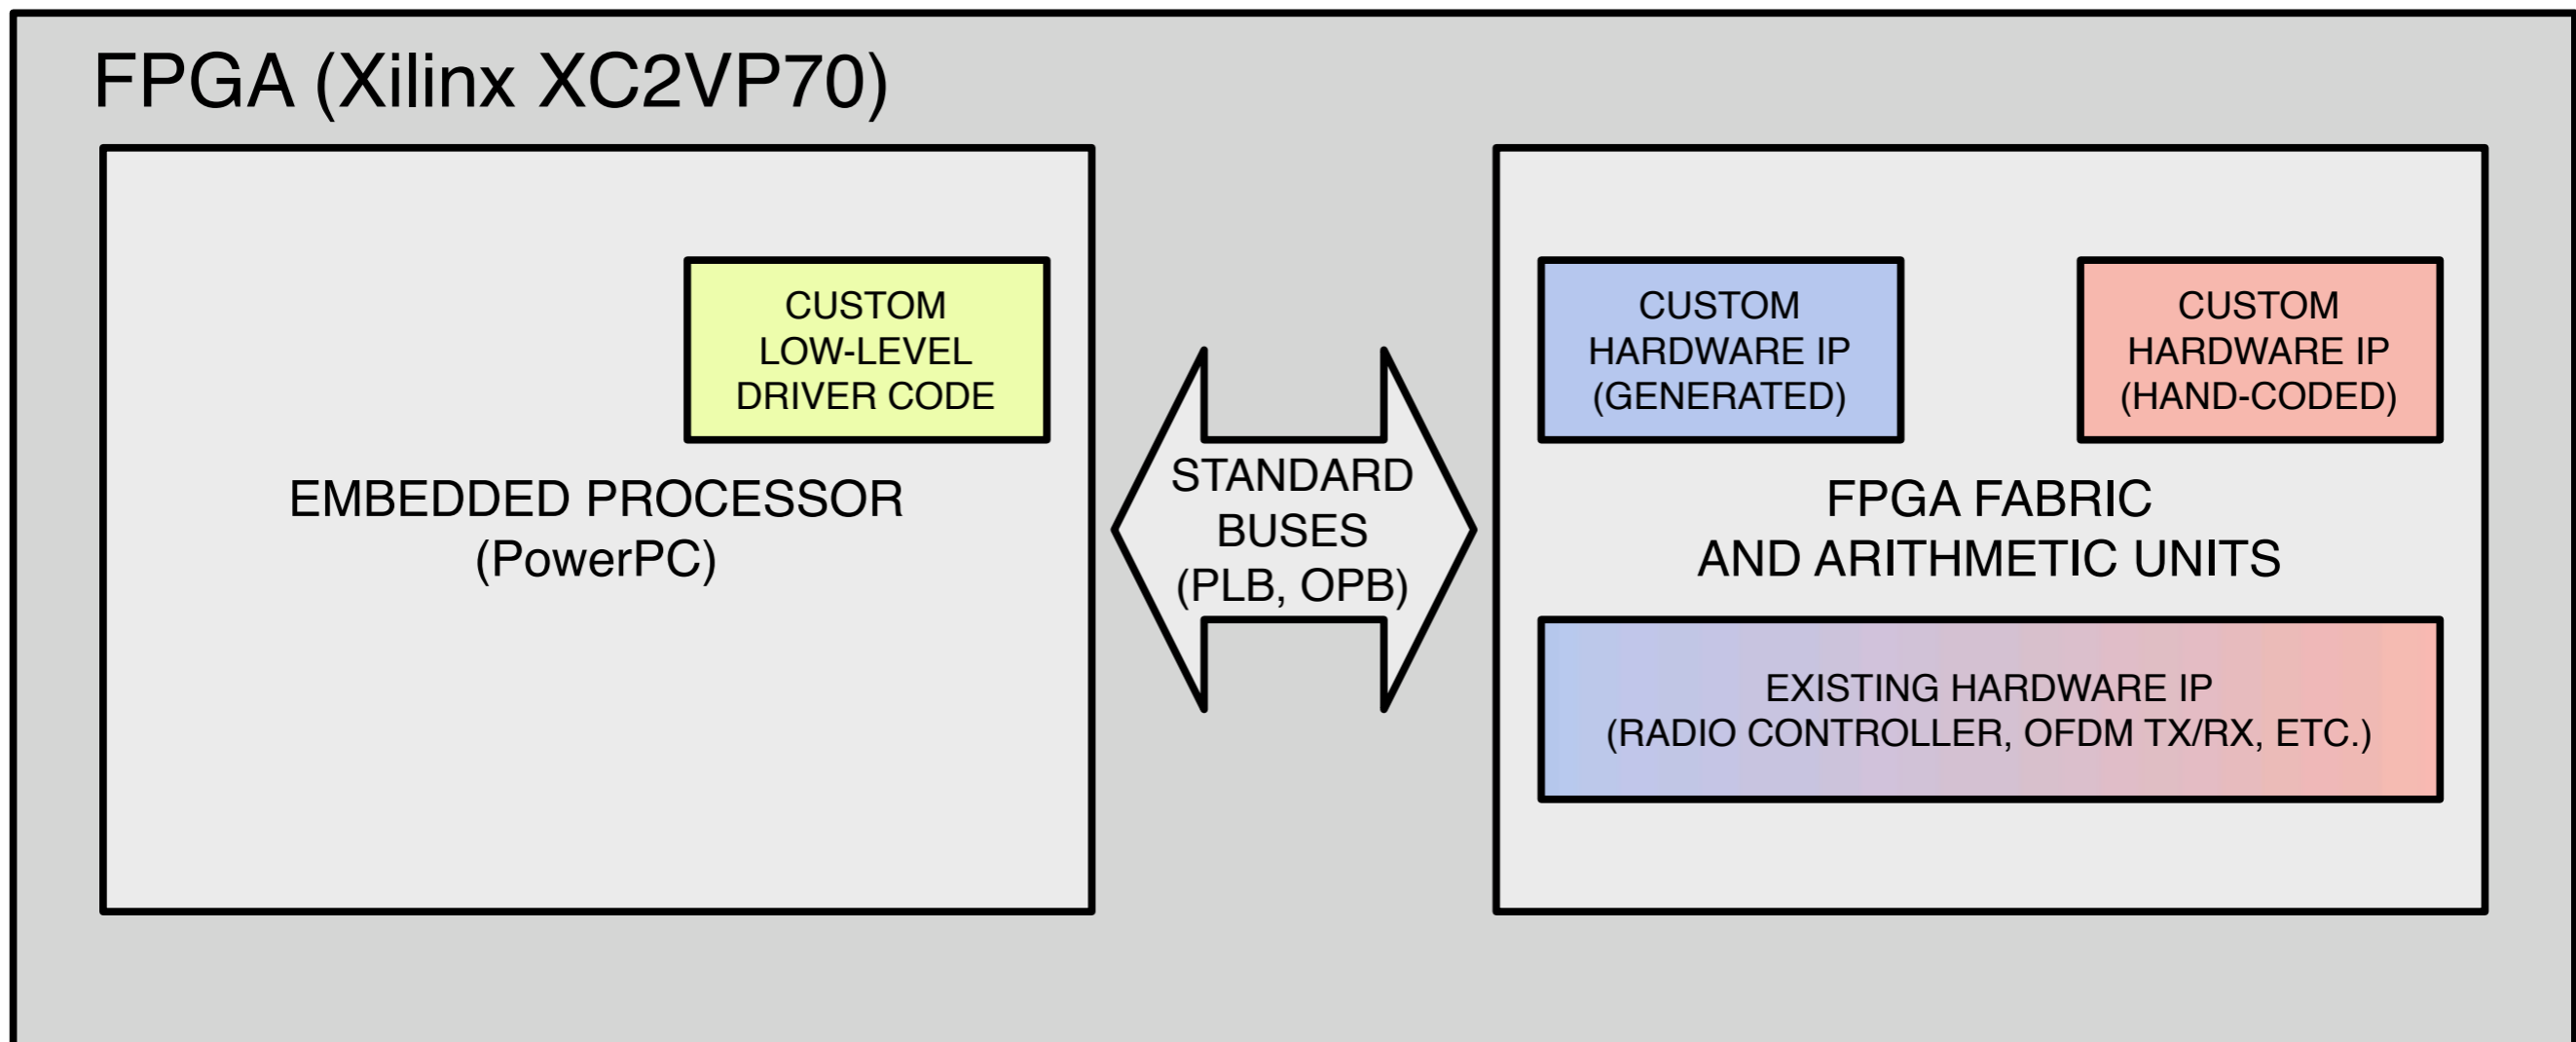 FPGA (Xilinx XC2VP70)
CUSTOM
LOW-LEVEL
DRIVER CODE
EMBEDDED PROCESSOR
(PowerPC)
STANDARD
BUSES
(PLB, OPB)
CUSTOM
HARDWARE IP
(GENERATED)
CUSTOM
HARDWARE IP
(HAND-CODED)
FPGA FABRIC
AND ARITHMETIC UNITS
EXISTING HARDWARE IP
(RADIO CONTROLLER, OFDM TX/RX, ETC.)